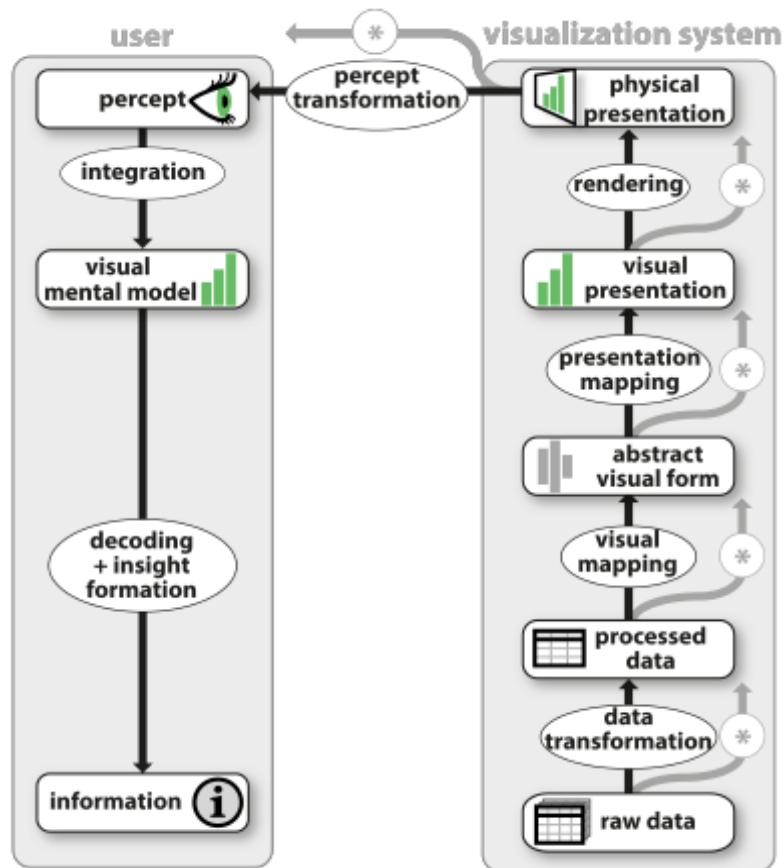 user
visualization system
*
percept
percept
transformation
physical
presentation
integration
rendering
*
visual
mental model
visual
presentation
presentation
mapping
*
abstract
visual form
decoding
+ insight
formation
visual
mapping
*
processed
data
data
transformation
*
information i
raw data